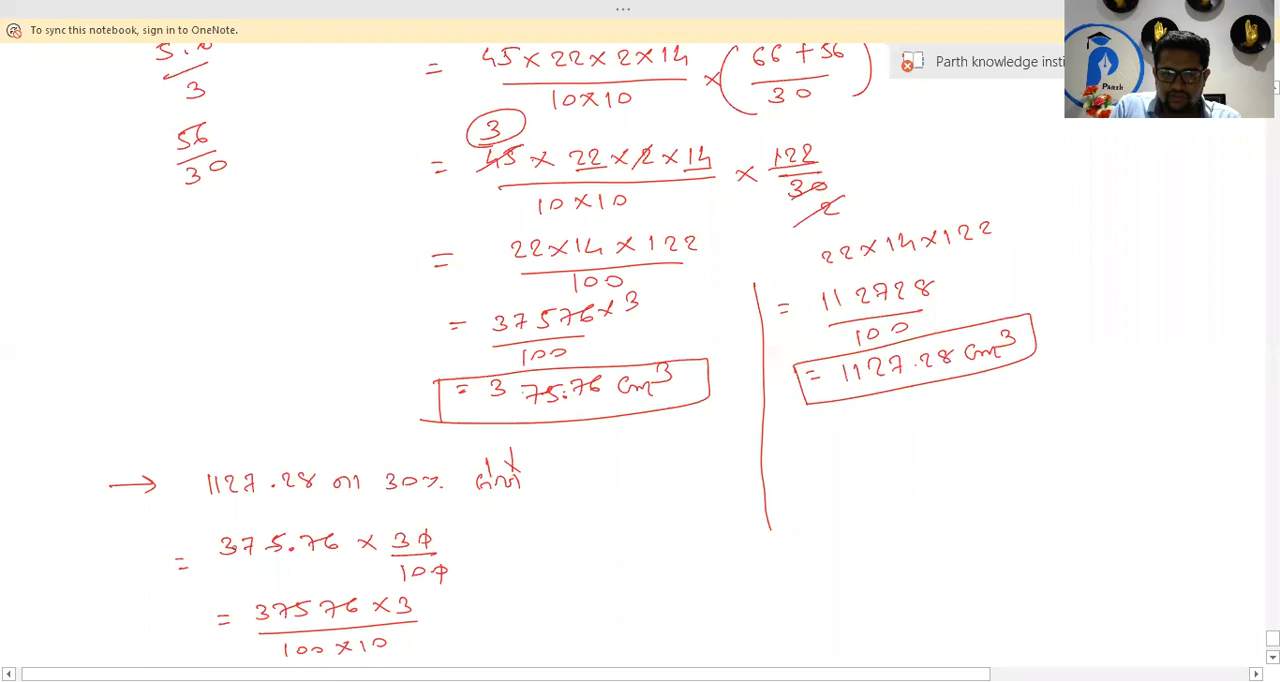 To sync this notebook, sign in to OneNote.
Parth knowledge insti
Parth
3
= 45 × 22 × 2 × 14 / 10 × 10 × ( 66 + 56 / 30 )
56 / 30
3
= 45 × 22 × 2 × 14 / 10 × 10 × 122 / 30
2
= 22 × 14 × 122 / 100
= 37576 × 3 / 100
= 375.76 cm³
22 × 14 × 122
= 112728 / 100
= 1127.28 cm³
→ 1127.28 ના 30%
= 375.76 × 30 / 100
= 37576 × 3 / 100 × 10